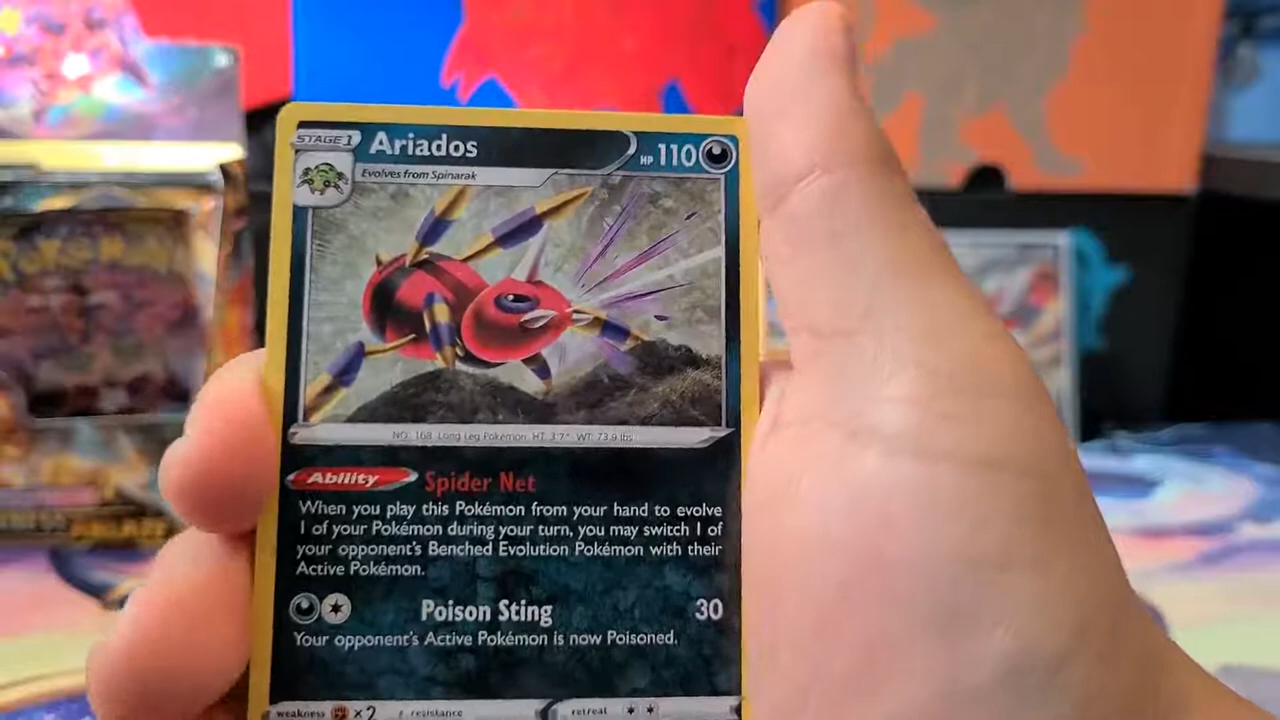 STAGE 1
Ariados
HP 110
Evolves from Spinarak
NO. 168 Long Leg Pokémon HT: 3'7" WT: 73.9 lbs
Ability Spider Net
When you play this Pokémon from your hand to evolve
1 of your Pokémon during your turn, you may switch 1 of
your opponent's Benched Evolution Pokémon with their
Active Pokémon.
Poison Sting 30
Your opponent's Active Pokémon is now Poisoned.
weakness ×2 resistance retreat
Pokémon